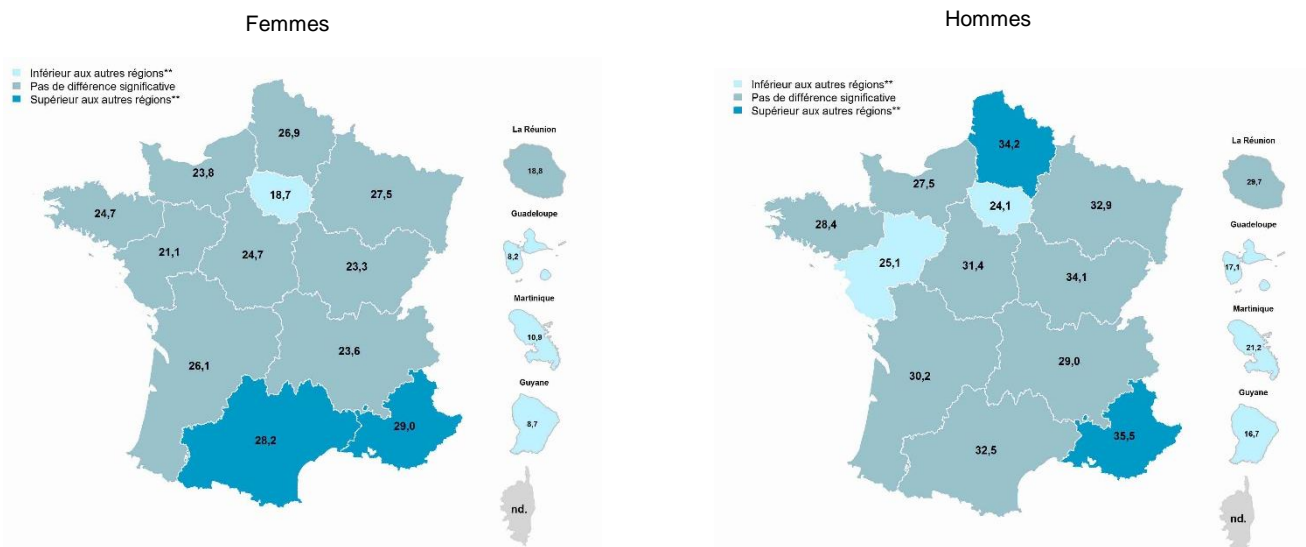 Femmes
Inférieur aux autres régions**
Pas de différence significative
Supérieur aux autres régions**
26,9
23,8
18,7
27,5
24,7
21,1
24,7
23,3
26,1
23,6
28,2
29,0
La Réunion
18,8
Guadeloupe
8,2
Martinique
10,9
Guyane
8,7
nd.
Hommes
Inférieur aux autres régions**
Pas de différence significative
Supérieur aux autres régions**
34,2
27,5
24,1
32,9
28,4
25,1
31,4
34,1
30,2
29,0
32,5
35,5
La Réunion
29,7
Guadeloupe
17,1
Martinique
21,2
Guyane
16,7
nd.